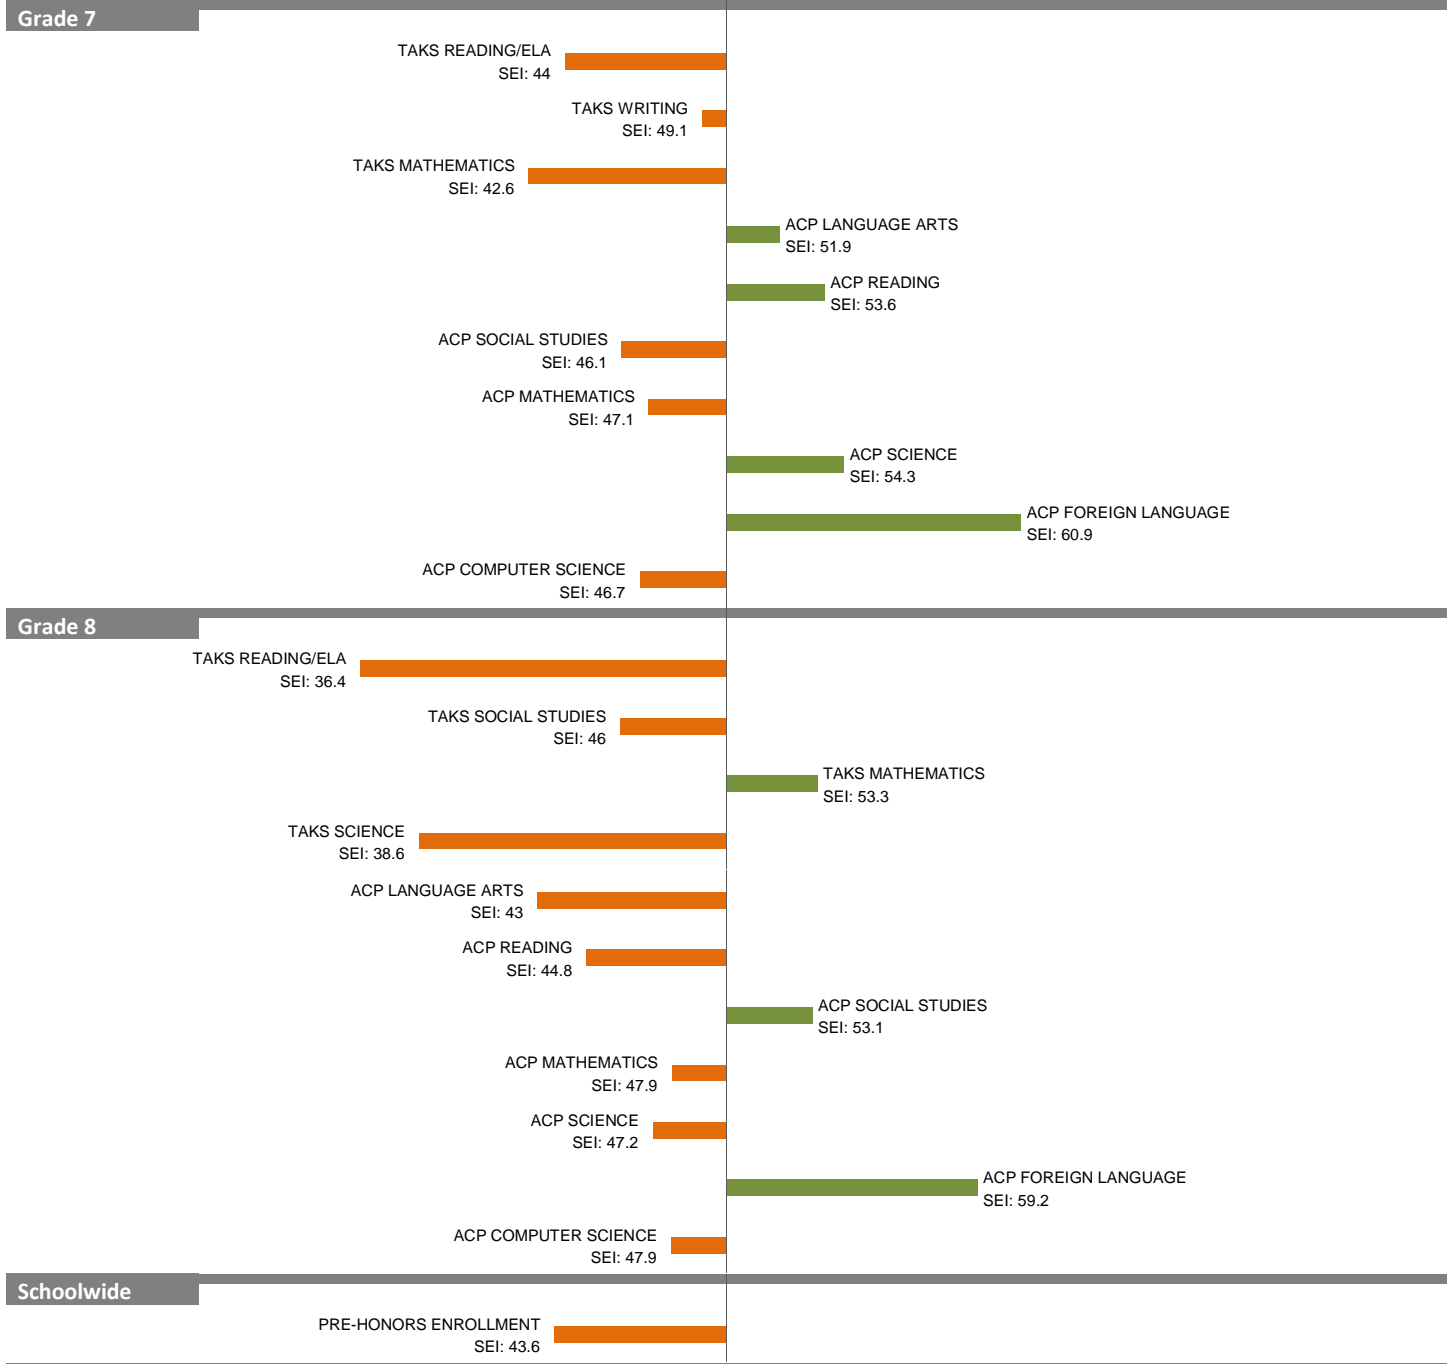 Grade 7
TAKS READING/ELA
SEI: 44
TAKS WRITING
SEI: 49.1
TAKS MATHEMATICS
SEI: 42.6
ACP LANGUAGE ARTS
SEI: 51.9
ACP READING
SEI: 53.6
ACP SOCIAL STUDIES
SEI: 46.1
ACP MATHEMATICS
SEI: 47.1
ACP SCIENCE
SEI: 54.3
ACP FOREIGN LANGUAGE
SEI: 60.9
ACP COMPUTER SCIENCE
SEI: 46.7
Grade 8
TAKS READING/ELA
SEI: 36.4
TAKS SOCIAL STUDIES
SEI: 46
TAKS MATHEMATICS
SEI: 53.3
TAKS SCIENCE
SEI: 38.6
ACP LANGUAGE ARTS
SEI: 43
ACP READING
SEI: 44.8
ACP SOCIAL STUDIES
SEI: 53.1
ACP MATHEMATICS
SEI: 47.9
ACP SCIENCE
SEI: 47.2
ACP FOREIGN LANGUAGE
SEI: 59.2
ACP COMPUTER SCIENCE
SEI: 47.9
Schoolwide
PRE-HONORS ENROLLMENT
SEI: 43.6